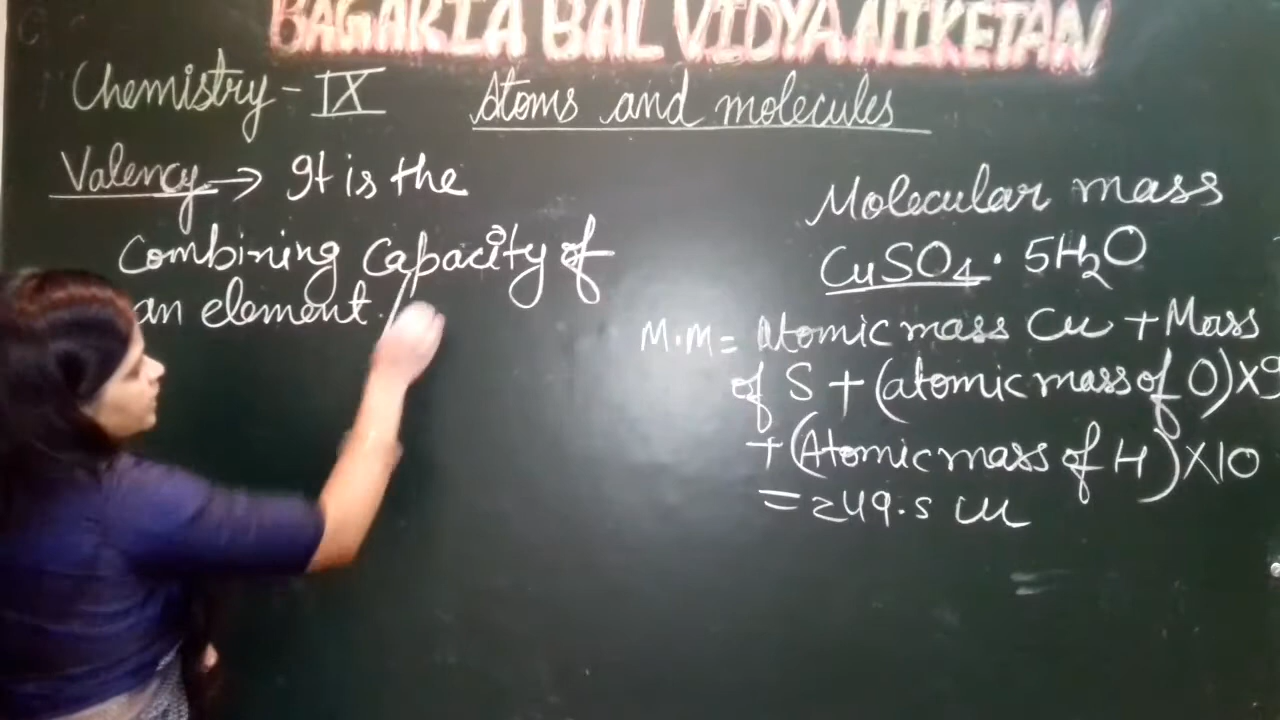 BAGARIA BAL VIDYA NIKETAN
Chemistry - IX Atoms and molecules
Valency → It is the
Combining Capacity of
an element.
Molecular mass
CuSO4 · 5H2O
M.M = Atomic mass Cu + Mass
of S + (atomic mass of O) X 9
+ (Atomic mass of H) X 10
= 249.5 u